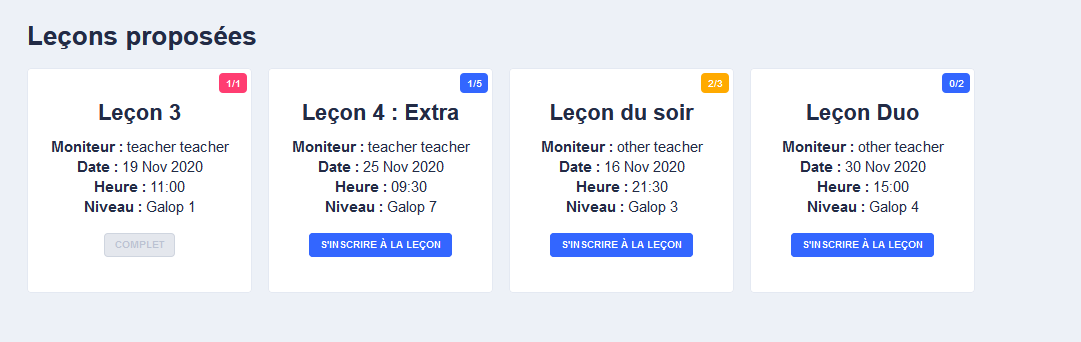 Leçons proposées
1/1
Leçon 3
Moniteur : teacher teacher
Date : 19 Nov 2020
Heure : 11:00
Niveau : Galop 1
COMPLET
1/5
Leçon 4 : Extra
Moniteur : teacher teacher
Date : 25 Nov 2020
Heure : 09:30
Niveau : Galop 7
S'INSCRIRE À LA LEÇON
2/3
Leçon du soir
Moniteur : other teacher
Date : 16 Nov 2020
Heure : 21:30
Niveau : Galop 3
S'INSCRIRE À LA LEÇON
0/2
Leçon Duo
Moniteur : other teacher
Date : 30 Nov 2020
Heure : 15:00
Niveau : Galop 4
S'INSCRIRE À LA LEÇON